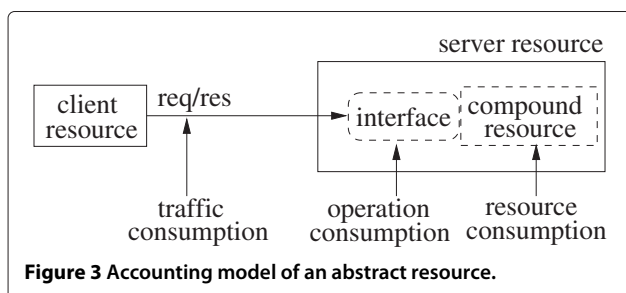 server resource
client
resource
req/res
interface
compound
resource
traffic
consumption
operation
consumption
resource
consumption
Figure 3 Accounting model of an abstract resource.